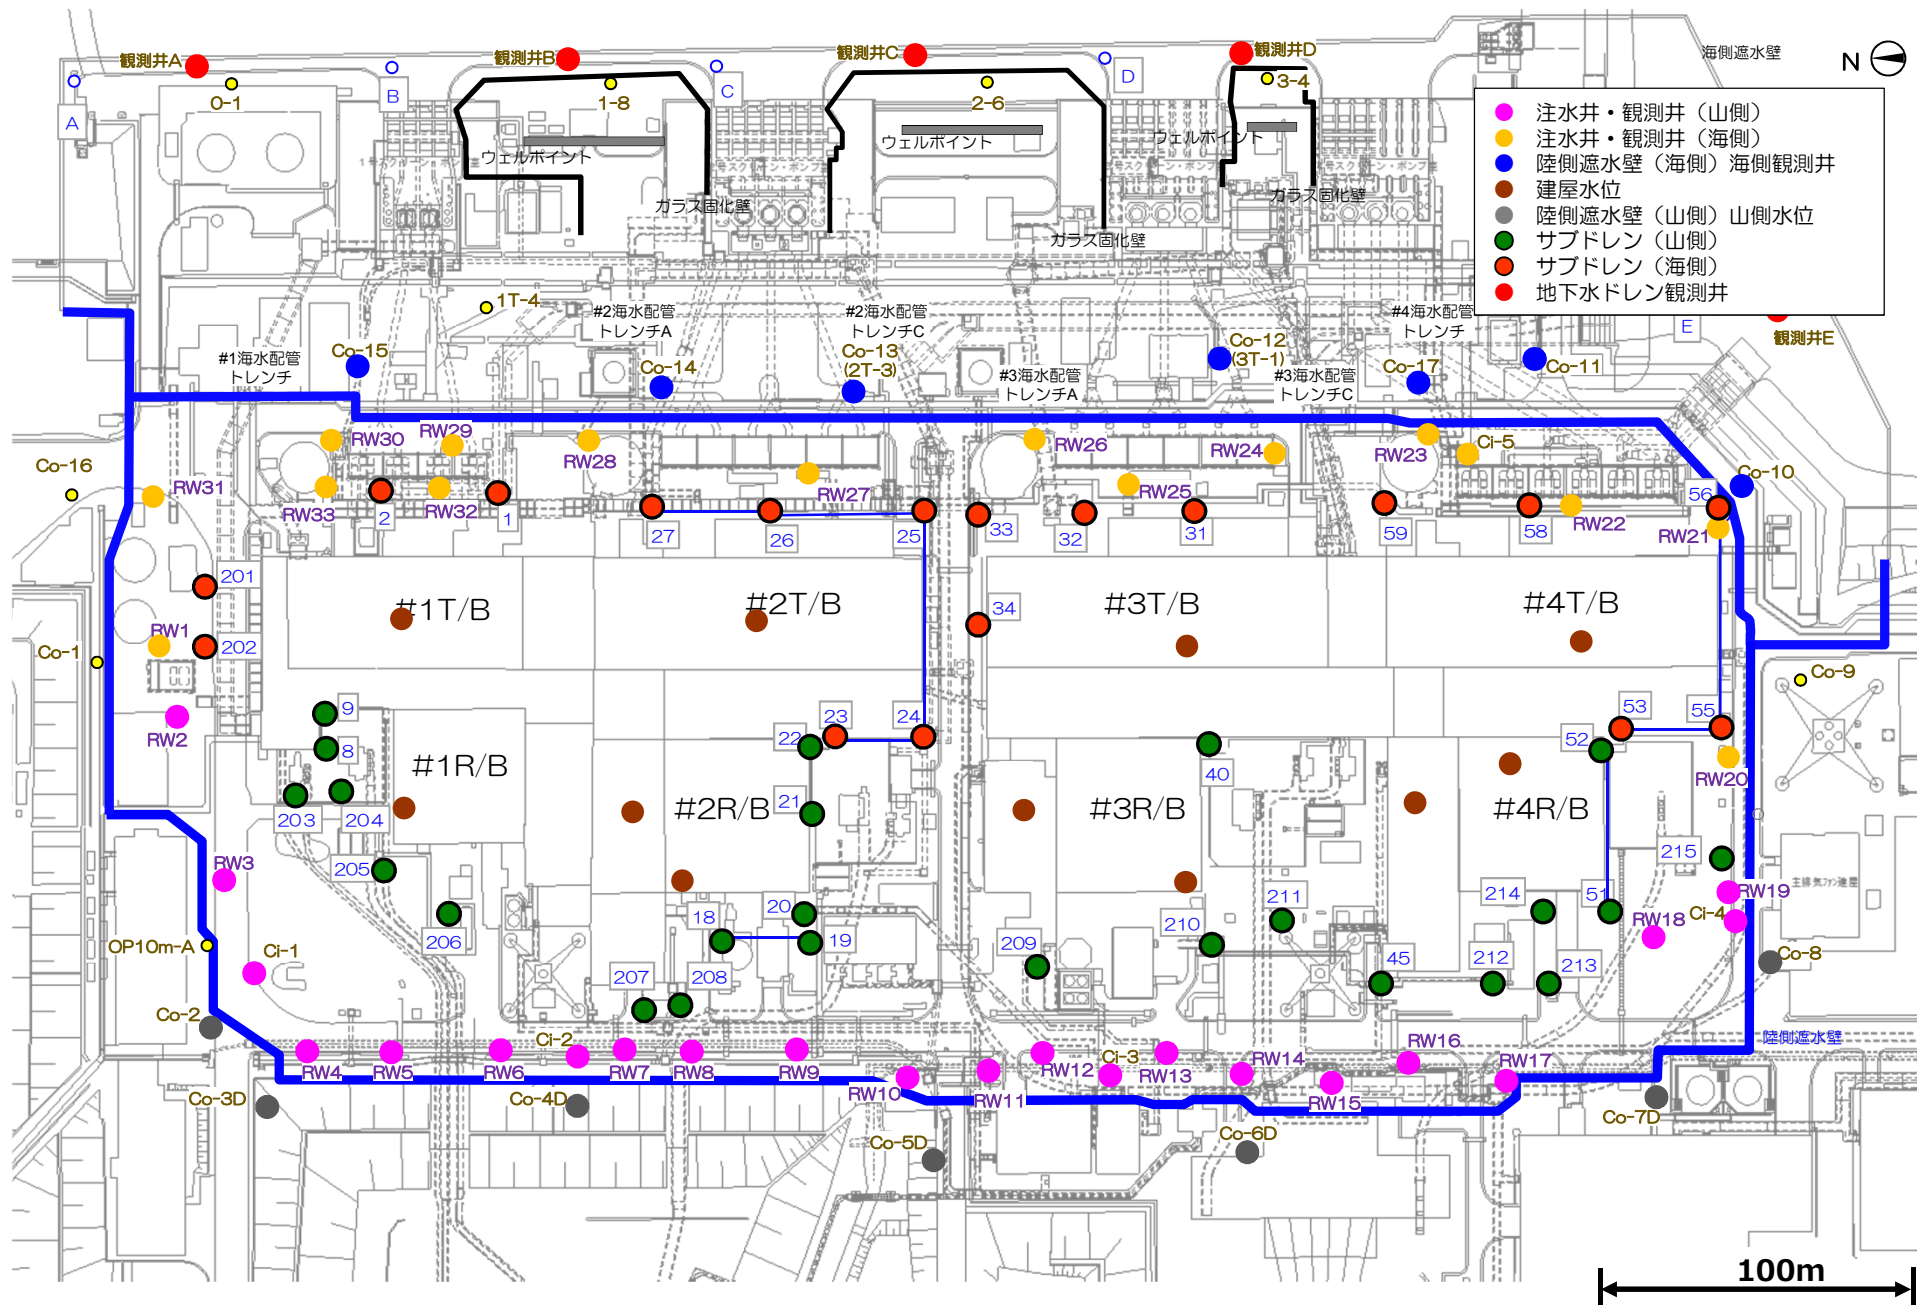 観測井A
観測井B
観測井C
観測井D
海側遮水壁
N
0-1
1-8
2-6
3-4
A
B
C
D
注水井・観測井（山側）
注水井・観測井（海側）
陸側遮水壁（海側）海側観測井
建屋水位
陸側遮水壁（山側）山側水位
サブドレン（山側）
サブドレン（海側）
地下水ドレン観測井
ウェルポイント
ウェルポイント
ウェルポイント
ガラス固化壁
ガラス固化壁
ガラス固化壁
1T-4
E
観測井E
#1海水配管
トレンチ
#2海水配管
トレンチA
#2海水配管
トレンチC
#3海水配管
トレンチA
#3海水配管
トレンチC
#4海水配管
トレンチ
Co-15
Co-14
Co-13
(2T-3)
Co-12
(3T-1)
Co-17
Co-11
Co-16
RW31
RW30
RW29
RW28
RW27
RW26
RW25
RW24
RW23
Ci-5
Co-10
RW33
2
RW32
1
27
26
25
33
32
31
59
58
RW22
56
RW21
201
202
RW1
Co-1
RW2
34
#1T/B
#2T/B
#3T/B
#4T/B
Co-9
9
8
203
204
205
206
#1R/B
#2R/B
#3R/B
#4R/B
22
23
24
21
40
52
53
55
RW20
215
主排気ファン建屋
RW3
OP10m-A
Ci-1
18
20
19
207
208
209
210
211
45
214
212
213
51
RW18
RW19
Ci-4
Co-8
陸側遮水壁
Co-2
Co-3D
RW4
RW5
RW6
Ci-2
RW7
RW8
RW9
RW10
RW11
RW12
Ci-3
RW13
RW14
RW15
RW16
RW17
Co-4D
Co-5D
Co-6D
Co-7D
100m